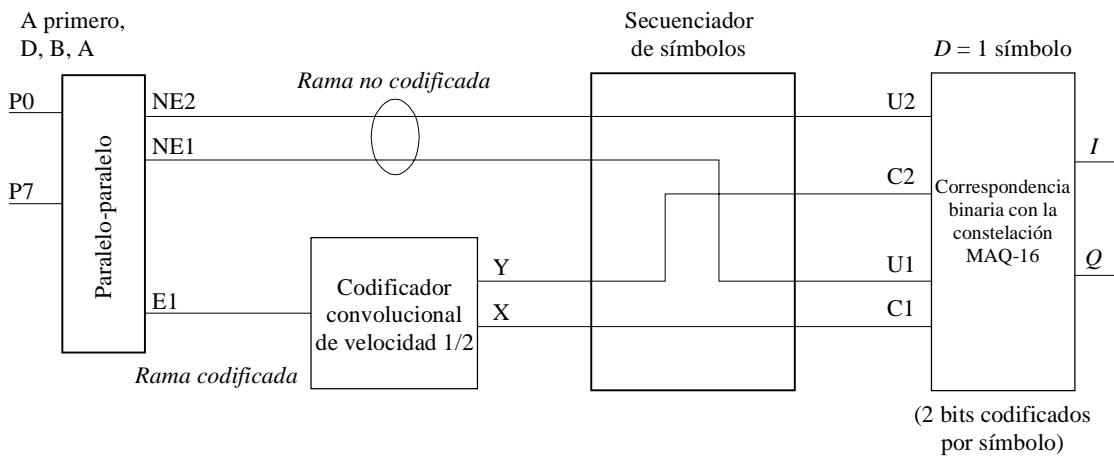 A primero,
D, B, A
Secuenciador
de símbolos
D = 1 símbolo
Rama no codificada
P0
P7
Paralelo-paralelo
NE2
NE1
E1
Rama codificada
Codificador
convolucional
de velocidad 1/2
Y
X
U2
C2
U1
C1
Correspondencia
binaria con la
constelación
MAQ-16
I
Q
(2 bits codificados
por símbolo)